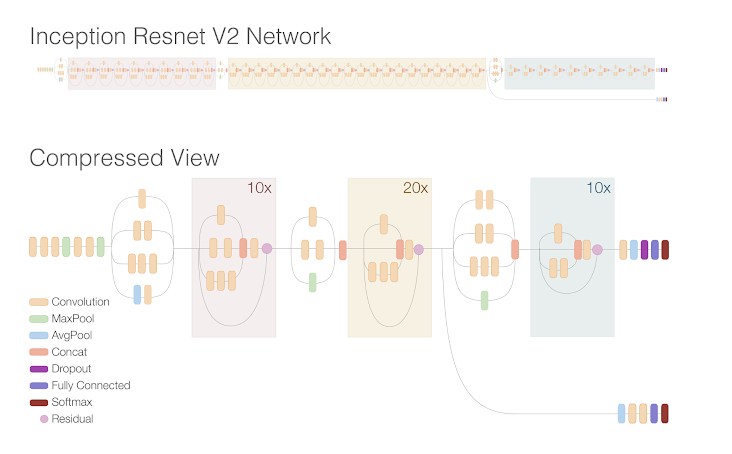 Inception Resnet V2 Network
Compressed View
10x
20x
10x
Convolution
MaxPool
AvgPool
Concat
Dropout
Fully Connected
Softmax
Residual